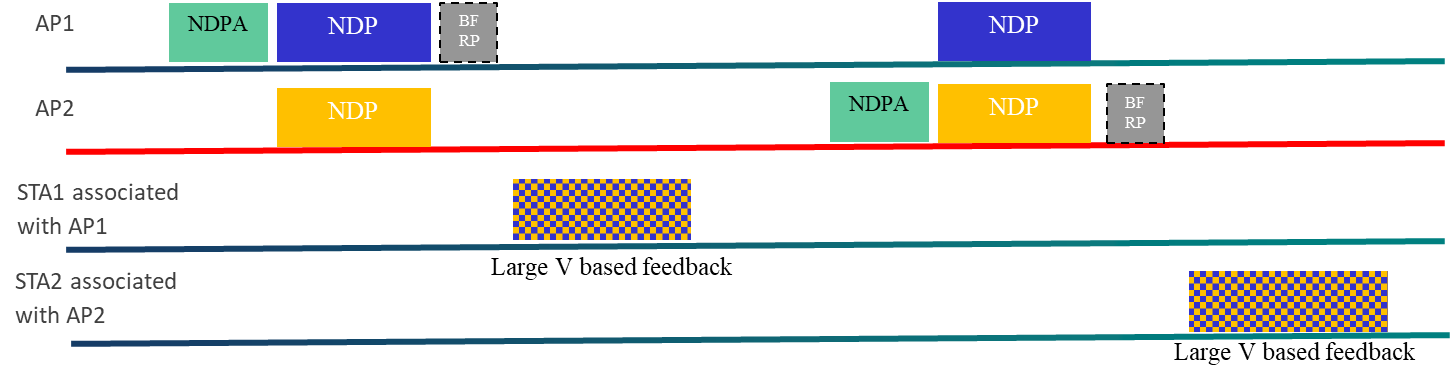 AP1
NDPA
NDP
BF
RP
NDP
AP2
NDP
NDPA
NDP
BF
RP
STA1 associated
with AP1
Large V based feedback
STA2 associated
with AP2
Large V based feedback